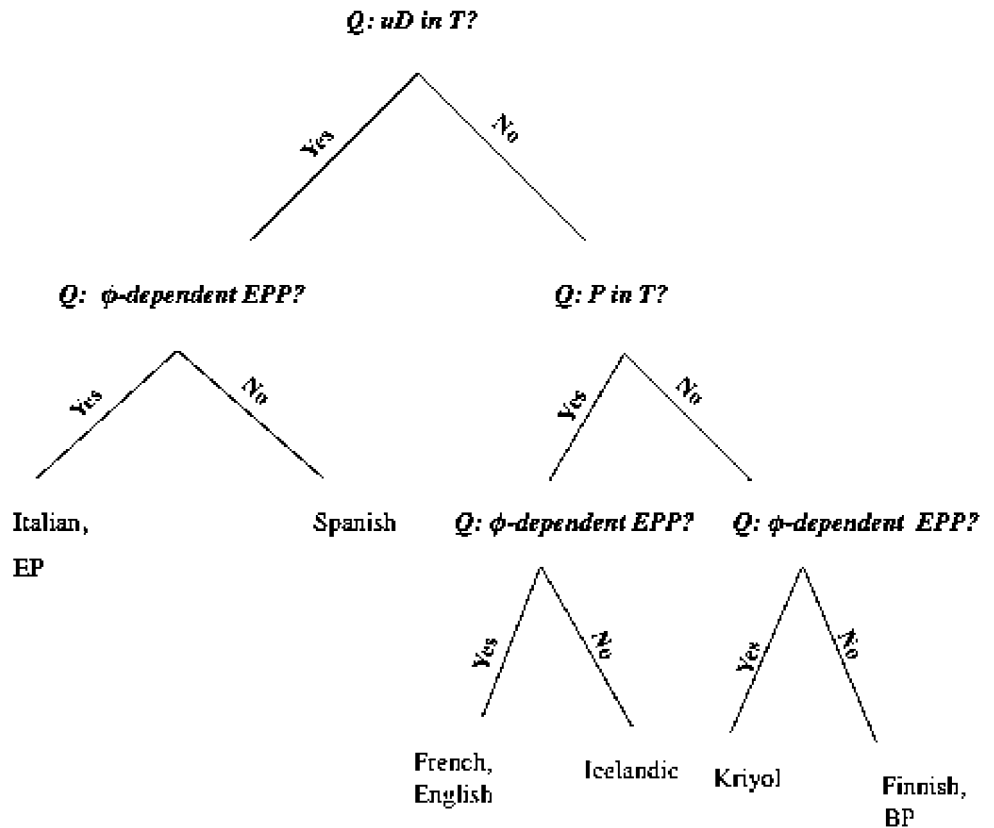 Q: uD in T?
Yes
No
Q: ϕ-dependent EPP?
Q: P in T?
Yes
No
Yes
No
Italian,
EP
Spanish
Q: ϕ-dependent EPP?
Q: ϕ-dependent EPP?
Yes
No
Yes
No
French,
English
Icelandic
Kriyol
Finnish,
BP